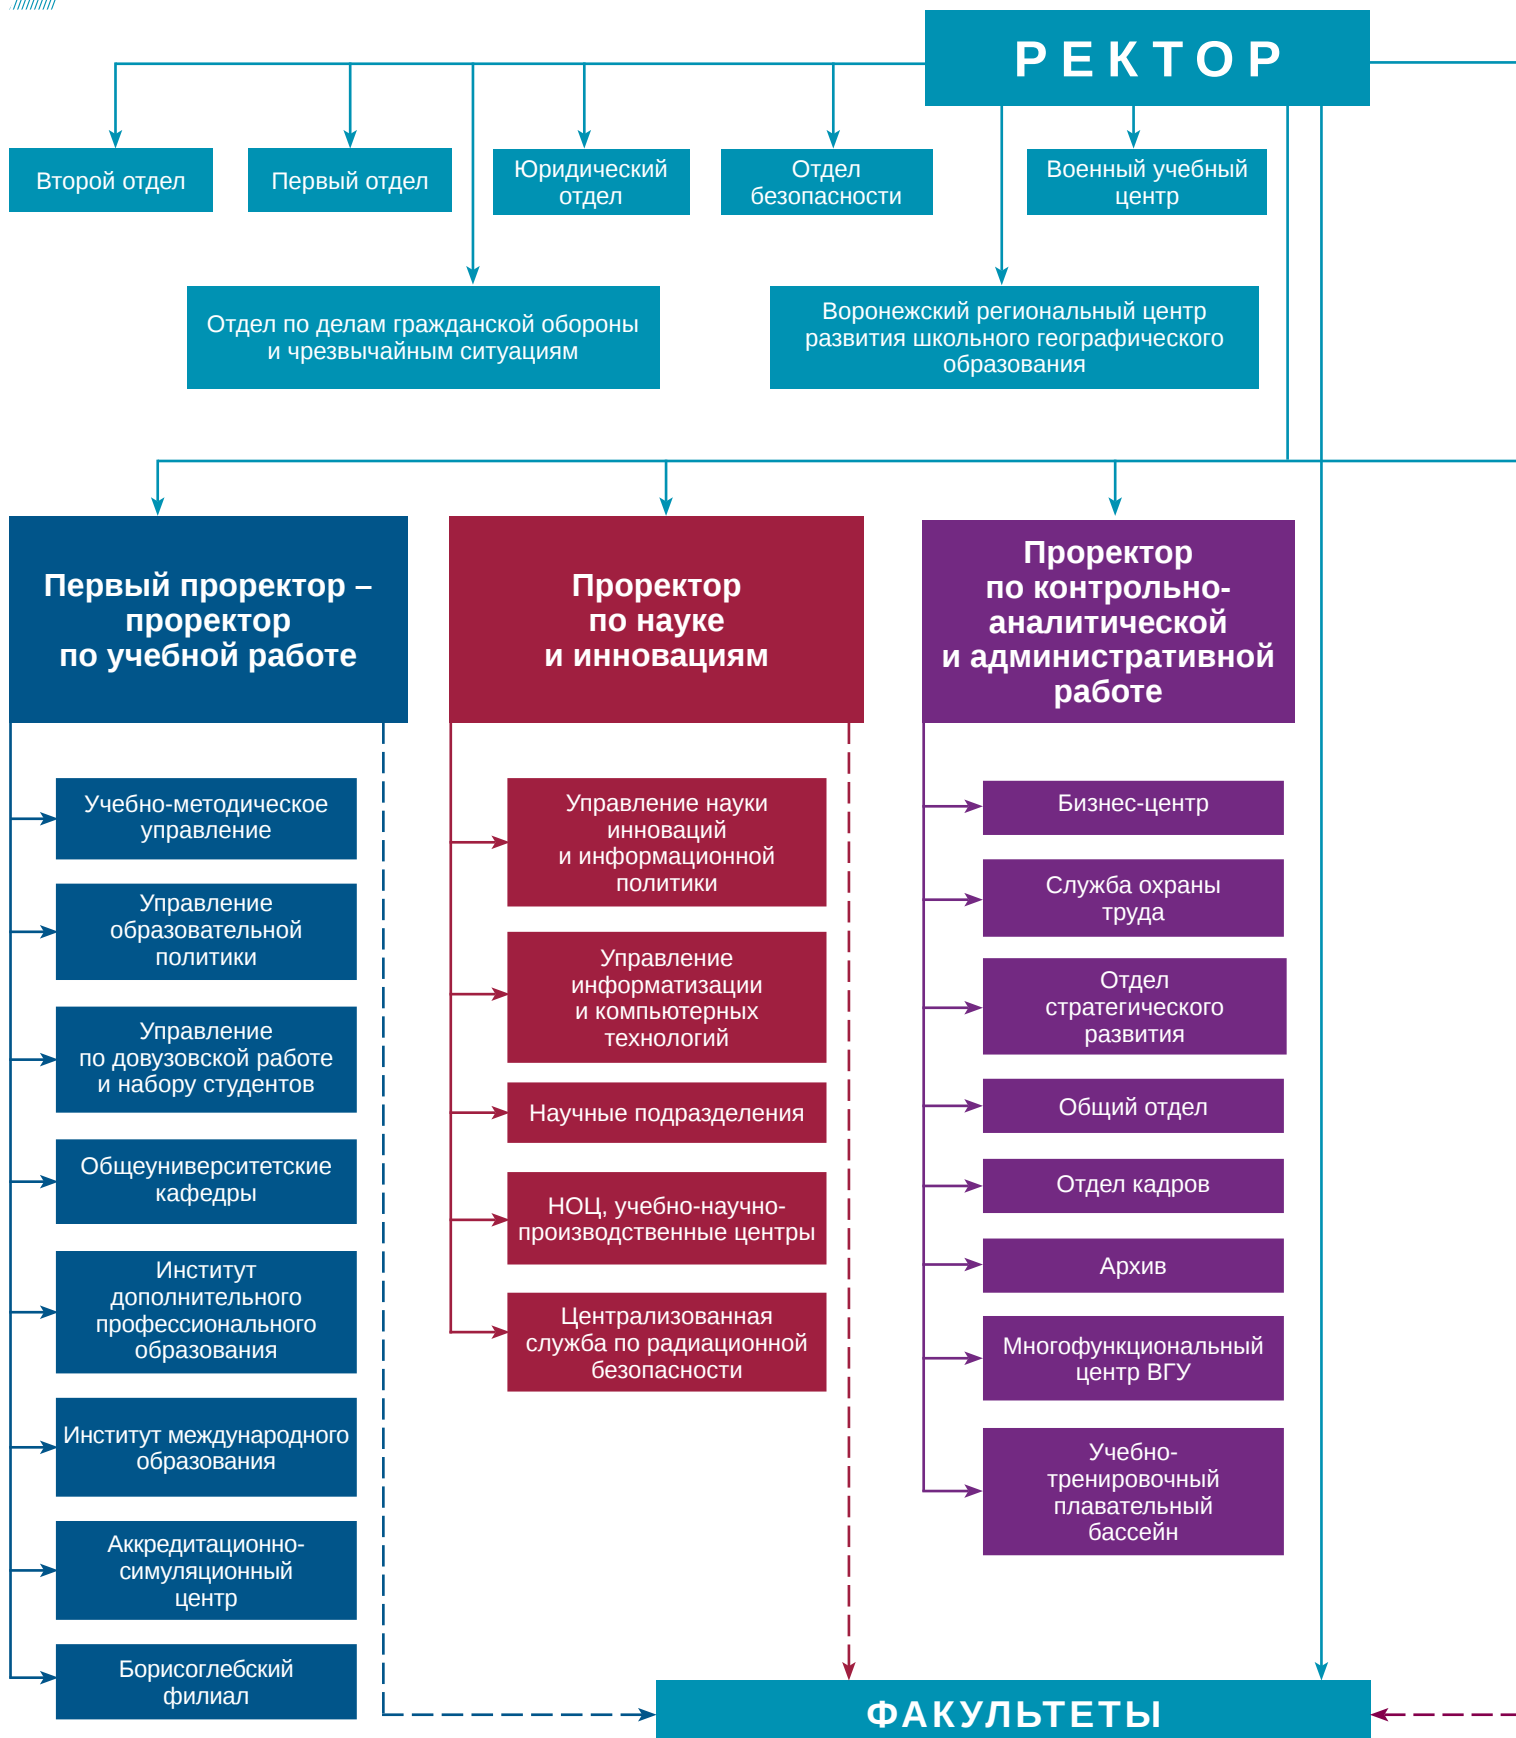 РЕКТОР
Второй отдел
Первый отдел
Юридический
отдел
Отдел
безопасности
Военный учебный
центр
Отдел по делам гражданской обороны
и чрезвычайным ситуациям
Воронежский региональный центр
развития школьного географического
образования
Первый проректор –
проректор
по учебной работе
Проректор
по науке
и инновациям
Проректор
по контрольно-
аналитической
и административной
работе
Учебно-методическое
управление
Управление
образовательной
политики
Управление
по довузовской работе
и набору студентов
Общеуниверситетские
кафедры
Институт
дополнительного
профессионального
образования
Институт международного
образования
Аккредитационно-
симуляционный
центр
Борисоглебский
филиал
Управление науки
инноваций
и информационной
политики
Управление
информатизации
и компьютерных
технологий
Научные подразделения
НОЦ, учебно-научно-
производственные центры
Централизованная
служба по радиационной
безопасности
Бизнес-центр
Служба охраны
труда
Отдел
стратегического
развития
Общий отдел
Отдел кадров
Архив
Многофункциональный
центр ВГУ
Учебно-
тренировочный
плавательный
бассейн
ФАКУЛЬТЕТЫ